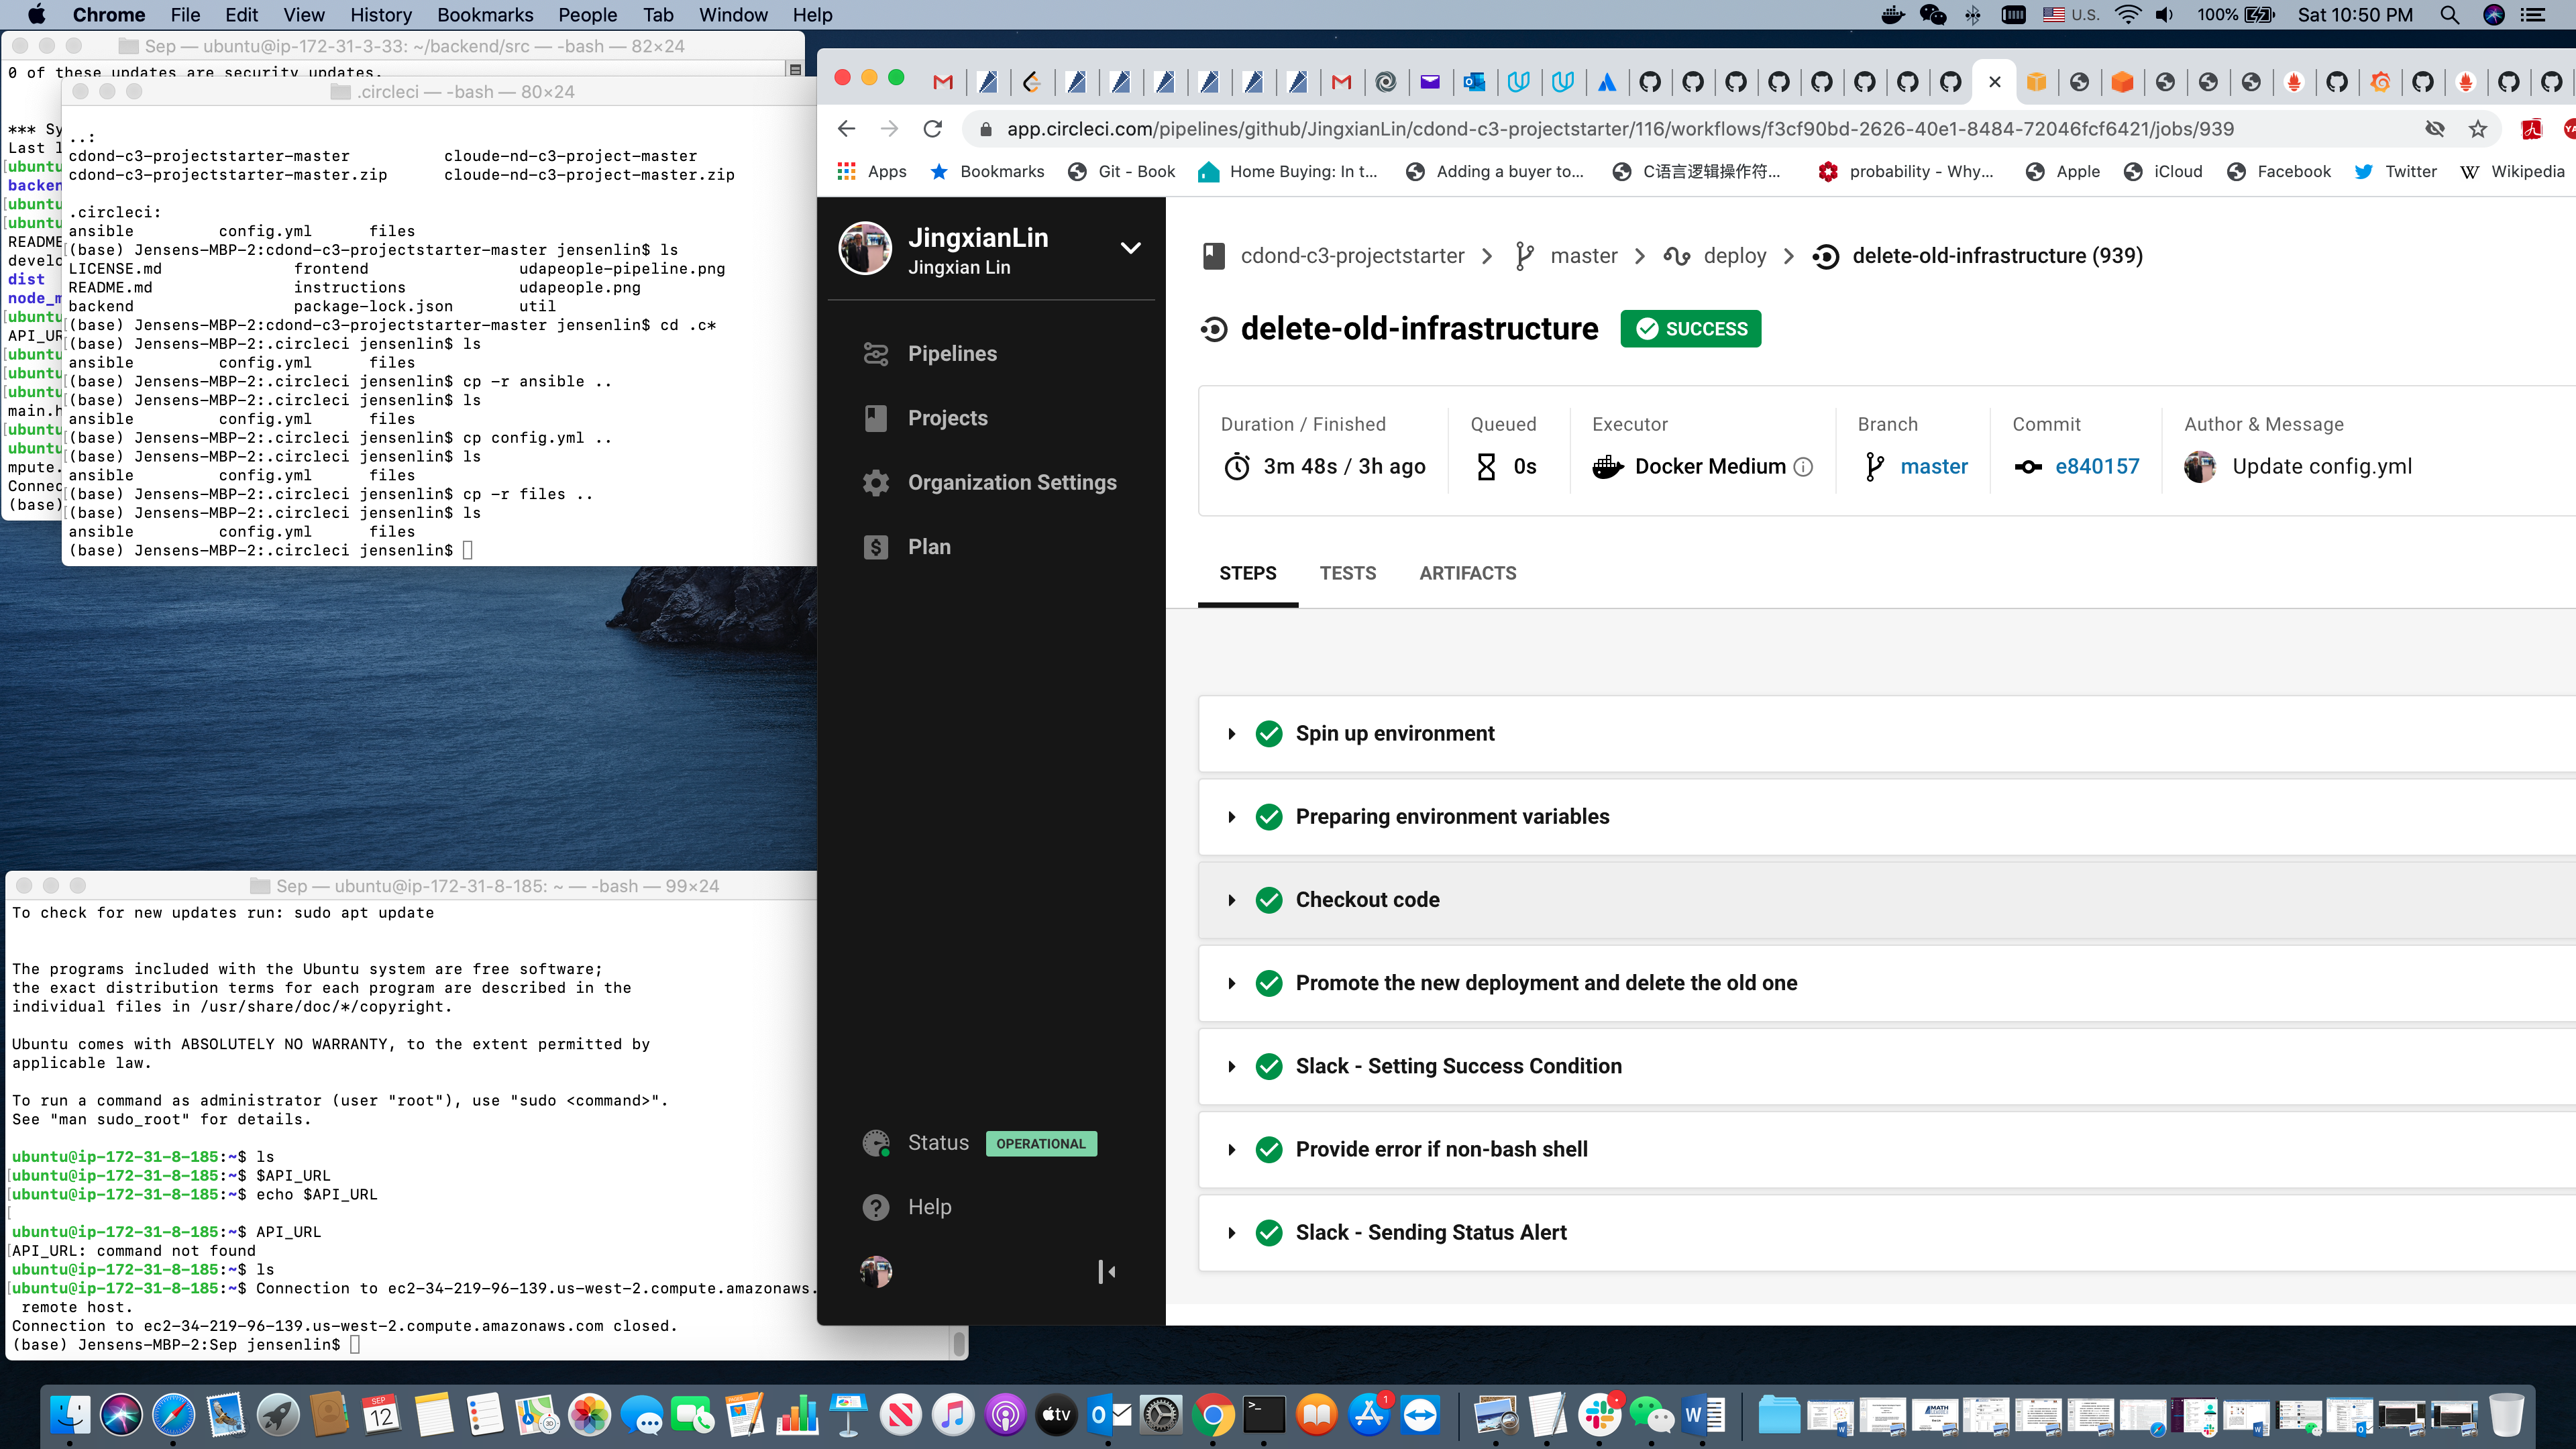 Chrome File Edit View History Bookmarks People Tab Window Help
U.S. 100% Sat 10:50 PM
Sep — ubuntu@ip-172-31-3-33: ~/backend/src — -bash — 82×24
0 of these updates are security updates.
*** Sy
Last l
ubuntu
backen
ubuntu
ubuntu
README
develo
dist
node_m
ubuntu
API_UR
ubuntu
ubuntu
ubuntu
main.h
ubuntu
ubuntu
mpute.
Connec
(base)
.circleci — -bash — 80×24
..:
cdond-c3-projectstarter-master cloude-nd-c3-project-master
cdond-c3-projectstarter-master.zip cloude-nd-c3-project-master.zip
.circleci:
ansible config.yml files
(base) Jensens-MBP-2:cdond-c3-projectstarter-master jensenlin$ ls
LICENSE.md frontend udapeople-pipeline.png
README.md instructions udapeople.png
backend package-lock.json util
(base) Jensens-MBP-2:cdond-c3-projectstarter-master jensenlin$ cd .c*
(base) Jensens-MBP-2:.circleci jensenlin$ ls
ansible config.yml files
(base) Jensens-MBP-2:.circleci jensenlin$ cp -r ansible ..
(base) Jensens-MBP-2:.circleci jensenlin$ ls
ansible config.yml files
(base) Jensens-MBP-2:.circleci jensenlin$ cp config.yml ..
(base) Jensens-MBP-2:.circleci jensenlin$ ls
ansible config.yml files
(base) Jensens-MBP-2:.circleci jensenlin$ cp -r files ..
(base) Jensens-MBP-2:.circleci jensenlin$ ls
ansible config.yml files
(base) Jensens-MBP-2:.circleci jensenlin$
Sep — ubuntu@ip-172-31-8-185: ~ — -bash — 99×24
To check for new updates run: sudo apt update
The programs included with the Ubuntu system are free software;
the exact distribution terms for each program are described in the
individual files in /usr/share/doc/*/copyright.
Ubuntu comes with ABSOLUTELY NO WARRANTY, to the extent permitted by
applicable law.
To run a command as administrator (user "root"), use "sudo <command>".
See "man sudo_root" for details.
ubuntu@ip-172-31-8-185:~$ ls
ubuntu@ip-172-31-8-185:~$ $API_URL
ubuntu@ip-172-31-8-185:~$ echo $API_URL
ubuntu@ip-172-31-8-185:~$ API_URL
API_URL: command not found
ubuntu@ip-172-31-8-185:~$ ls
ubuntu@ip-172-31-8-185:~$ Connection to ec2-34-219-96-139.us-west-2.compute.amazonaws.
remote host.
Connection to ec2-34-219-96-139.us-west-2.compute.amazonaws.com closed.
(base) Jensens-MBP-2:Sep jensenlin$
app.circleci.com/pipelines/github/JingxianLin/cdond-c3-projectstarter/116/workflows/f3cf90bd-2626-40e1-8484-72046fcf6421/jobs/939
Apps Bookmarks Git - Book Home Buying: In t... Adding a buyer to... C语言逻辑操作符... probability - Why... Apple iCloud Facebook Twitter Wikipedia
JingxianLin
Jingxian Lin
Pipelines
Projects
Organization Settings
Plan
Status OPERATIONAL
Help
cdond-c3-projectstarter master deploy delete-old-infrastructure (939)
delete-old-infrastructure SUCCESS
Duration / Finished Queued Executor Branch Commit Author & Message
3m 48s / 3h ago 0s Docker Medium master e840157 Update config.yml
STEPS TESTS ARTIFACTS
Spin up environment
Preparing environment variables
Checkout code
Promote the new deployment and delete the old one
Slack - Setting Success Condition
Provide error if non-bash shell
Slack - Sending Status Alert
SEP
12
tv
1